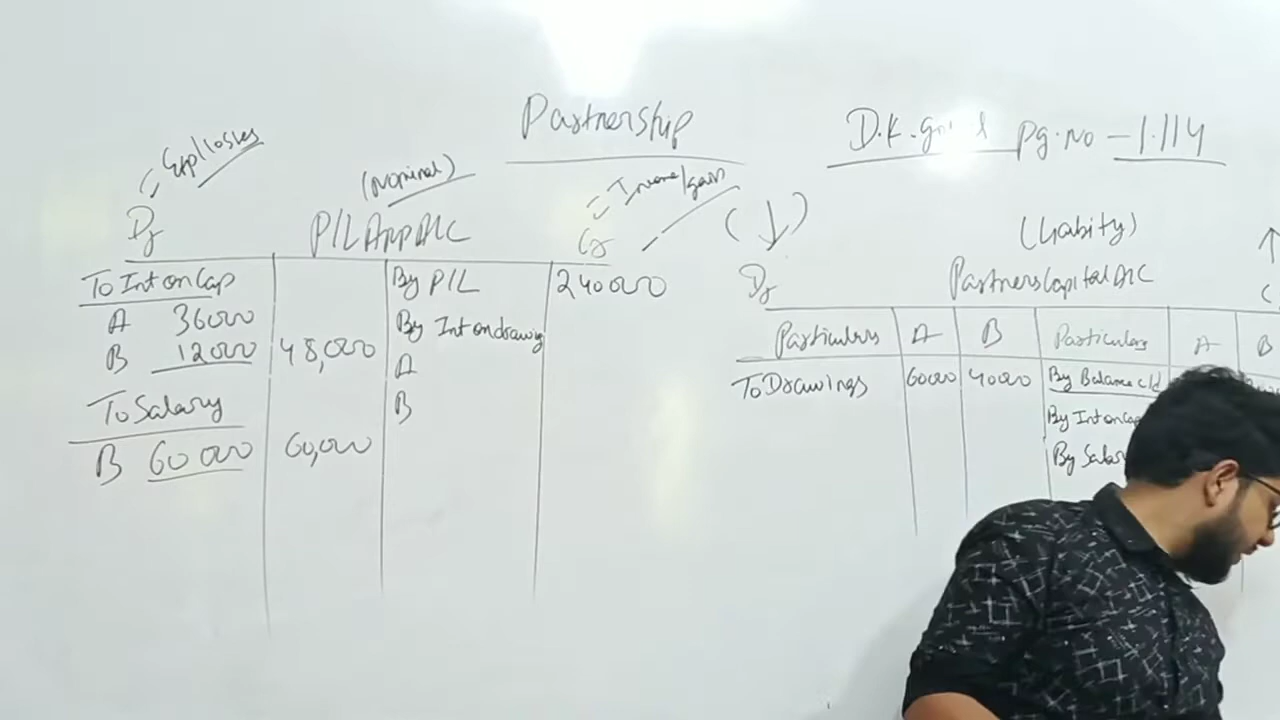 Partnership
D.K. Goel Pg.No - 1.114
Exp/losses
(Nominal)
Income/gain
Dr P/L App A/C Cr
To Int on Cap By P/L 240000
A 36000 By Int on drawing
B 12000 48,000 A
To Salary B
B 60000 60,000
(↓) (Liability) ↑
Dr Partners Capital A/C C
Particulars A B Particulars A B
To Drawings 60000 40000 By Balance c/d
By Int on Cap
By Salary